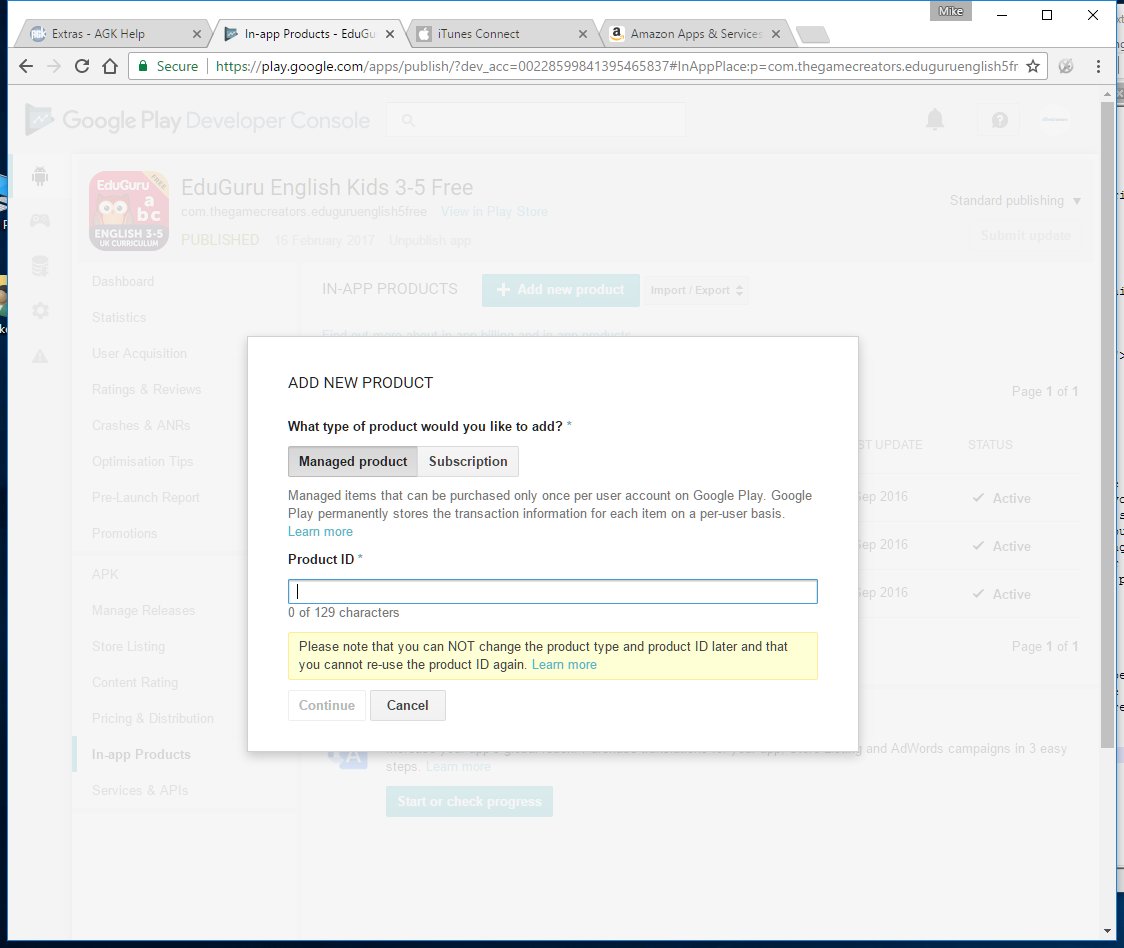 Mike
Extras - AGK Help
In-app Products - EduGu
iTunes Connect
Amazon Apps & Services
Secure
https://play.google.com/apps/publish/?dev_acc=00228599841395465837#InAppPlace:p=com.thegamecreators.eduguruenglish5fr
Google Play Developer Console
EduGuru
FREE
a
b c
ENGLISH 3-5
UK CURRICULUM
EduGuru English Kids 3-5 Free
com.thegamecreators.eduguruenglish5free View in Play Store
PUBLISHED 16 February 2017 Unpublish app
Standard publishing
Submit update
Dashboard
Statistics
User Acquisition
Ratings & Reviews
Crashes & ANRs
Optimisation Tips
Pre-Launch Report
Promotions
APK
Manage Releases
Store Listing
Content Rating
Pricing & Distribution
In-app Products
Services & APIs
IN-APP PRODUCTS
+ Add new product
Import / Export
Find out more about in-app billing and in-app products.
Page 1 of 1
ST UPDATE STATUS
Sep 2016 Active
Sep 2016 Active
Sep 2016 Active
Page 1 of 1
ADD NEW PRODUCT
What type of product would you like to add? *
Managed product Subscription
Managed items that can be purchased only once per user account on Google Play. Google
Play permanently stores the transaction information for each item on a per-user basis.
Learn more
Product ID *
0 of 129 characters
Please note that you can NOT change the product type and product ID later and that
you cannot re-use the product ID again. Learn more
Continue Cancel
and AdWords campaigns in 3 easy
steps. Learn more
Start or check progress